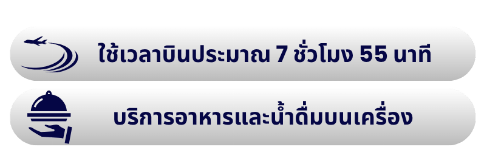 ใช้เวลาบินประมาณ 7 ชั่วโมง 55 นาที
บริการอาหารและน้ำดื่มบนเครื่อง